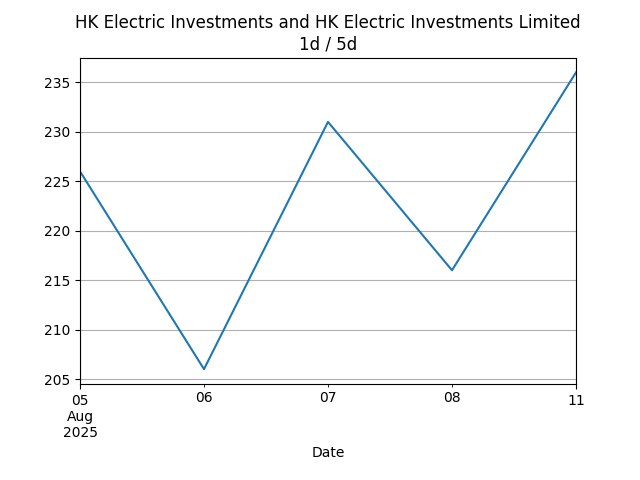 HK Electric Investments and HK Electric Investments Limited
1d / 5d
235
230
225
220
215
210
205
05 06 07 08 11
Aug
2025
Date